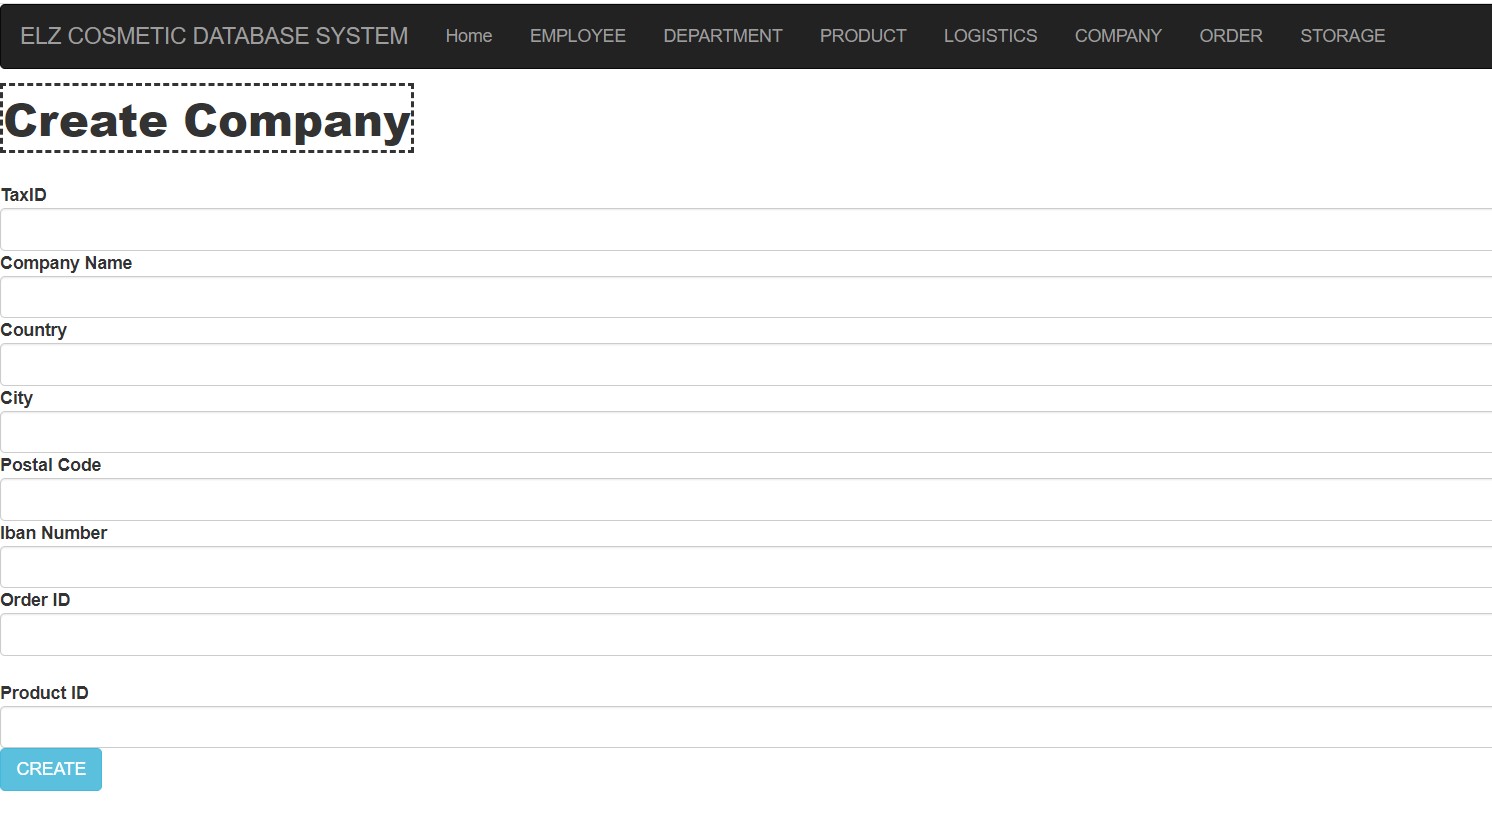 ELZ COSMETIC DATABASE SYSTEM Home EMPLOYEE DEPARTMENT PRODUCT LOGISTICS COMPANY ORDER STORAGE
Create Company
TaxID
Company Name
Country
City
Postal Code
Iban Number
Order ID
Product ID
CREATE